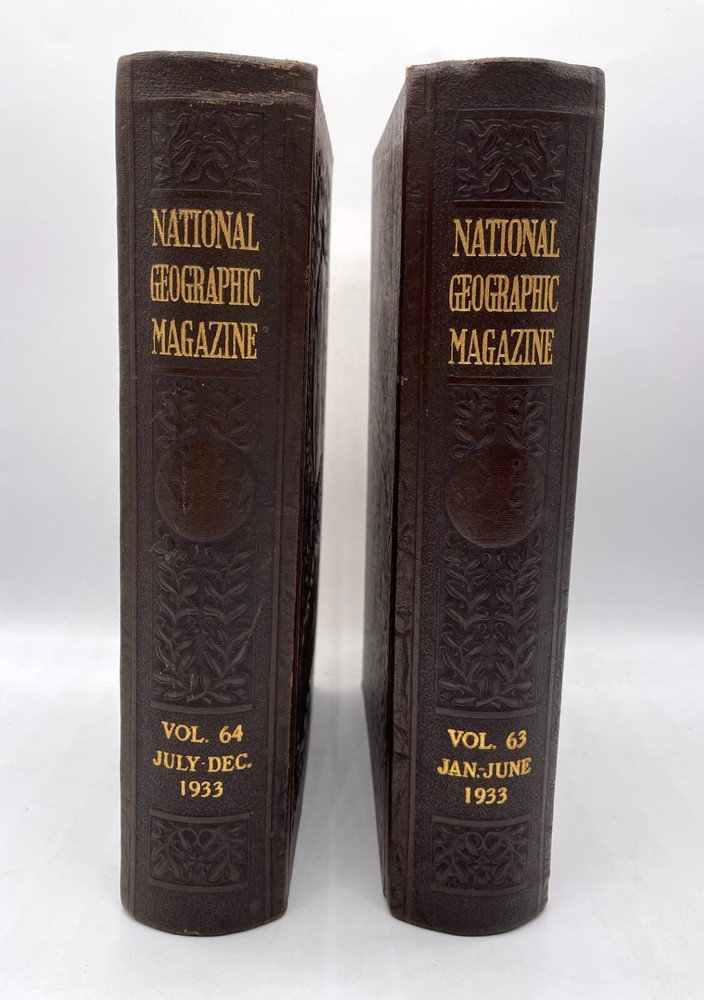 NATIONAL
GEOGRAPHIC
MAGAZINE
VOL. 64
JULY-DEC.
1933
NATIONAL
GEOGRAPHIC
MAGAZINE
VOL. 63
JAN.-JUNE
1933